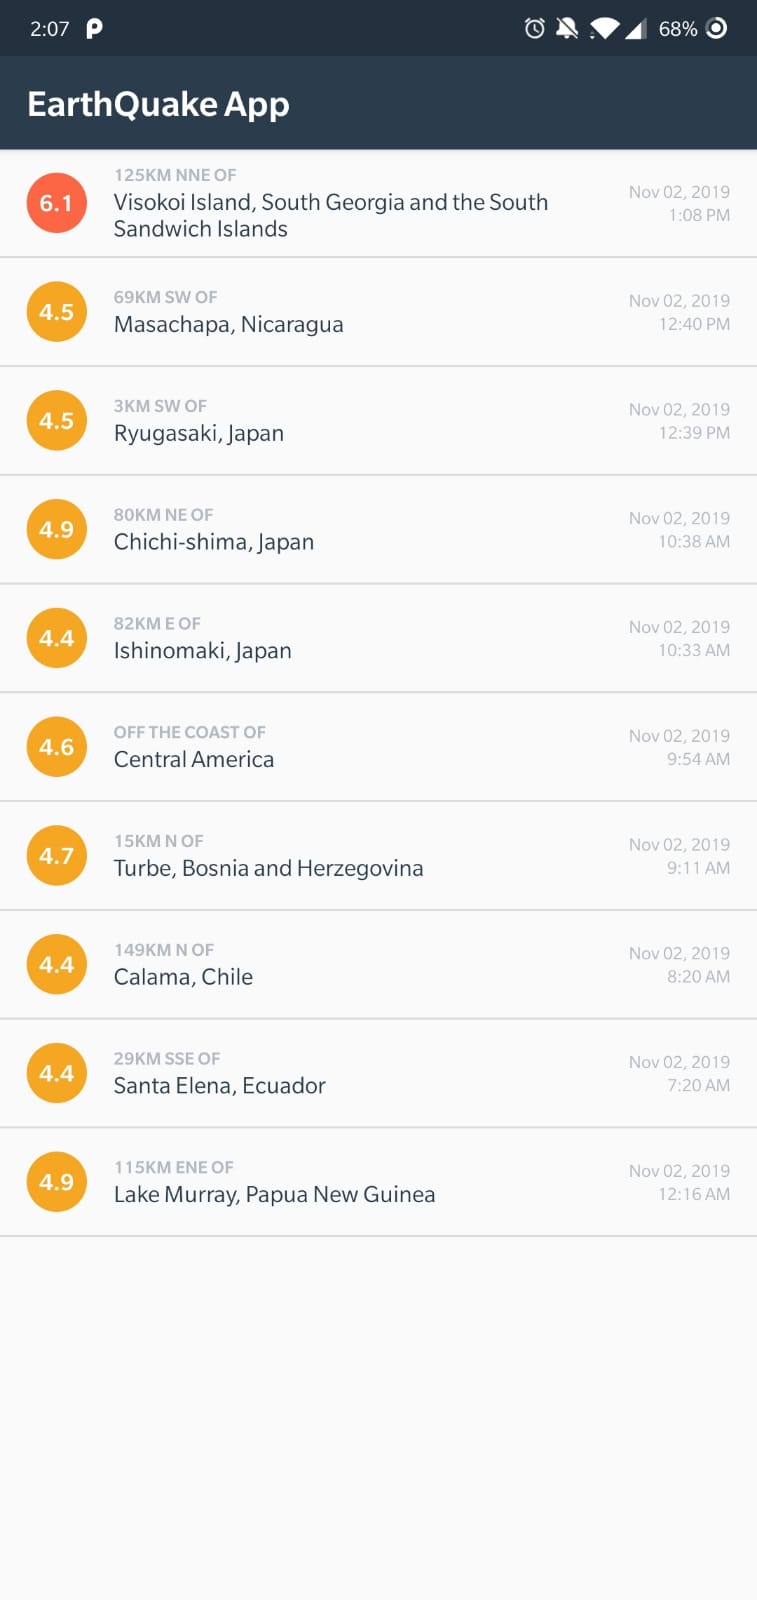 2:07 P 68%
EarthQuake App
6.1
125KM NNE OF
Visokoi Island, South Georgia and the South
Sandwich Islands
Nov 02, 2019
1:08 PM
4.5
69KM SW OF
Masachapa, Nicaragua
Nov 02, 2019
12:40 PM
4.5
3KM SW OF
Ryugasaki, Japan
Nov 02, 2019
12:39 PM
4.9
80KM NE OF
Chichi-shima, Japan
Nov 02, 2019
10:38 AM
4.4
82KM E OF
Ishinomaki, Japan
Nov 02, 2019
10:33 AM
4.6
OFF THE COAST OF
Central America
Nov 02, 2019
9:54 AM
4.7
15KM N OF
Turbe, Bosnia and Herzegovina
Nov 02, 2019
9:11 AM
4.4
149KM N OF
Calama, Chile
Nov 02, 2019
8:20 AM
4.4
29KM SSE OF
Santa Elena, Ecuador
Nov 02, 2019
7:20 AM
4.9
115KM ENE OF
Lake Murray, Papua New Guinea
Nov 02, 2019
12:16 AM